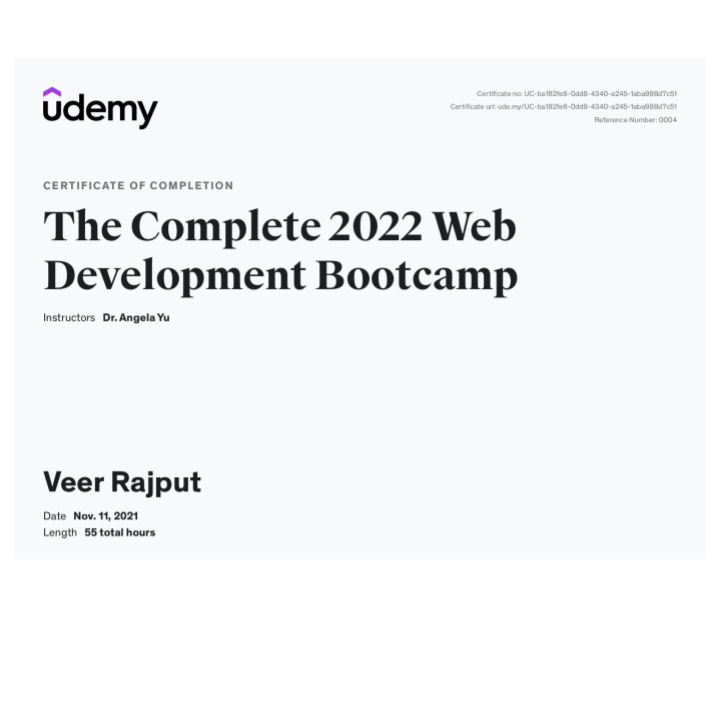 udemy
Certificate no: UC-ba182fe8-0dd8-4340-a245-1aba988d7c51
Certificate url: ude.my/UC-ba182fe8-0dd8-4340-a245-1aba988d7c51
Reference Number: 0004
CERTIFICATE OF COMPLETION
The Complete 2022 Web
Development Bootcamp
Instructors Dr. Angela Yu
Veer Rajput
Date Nov. 11, 2021
Length 55 total hours